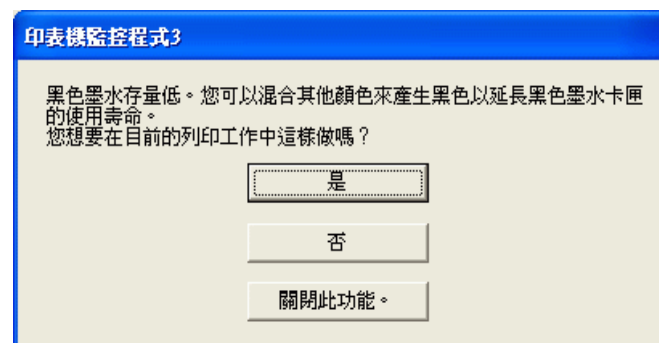 印表機監控程式3
黑色墨水存量低。您可以混合其他顏色來產生黑色以延長黑色墨水卡匣
的使用壽命。
您想要在目前的列印工作中這樣做嗎？
是
否
關閉此功能。